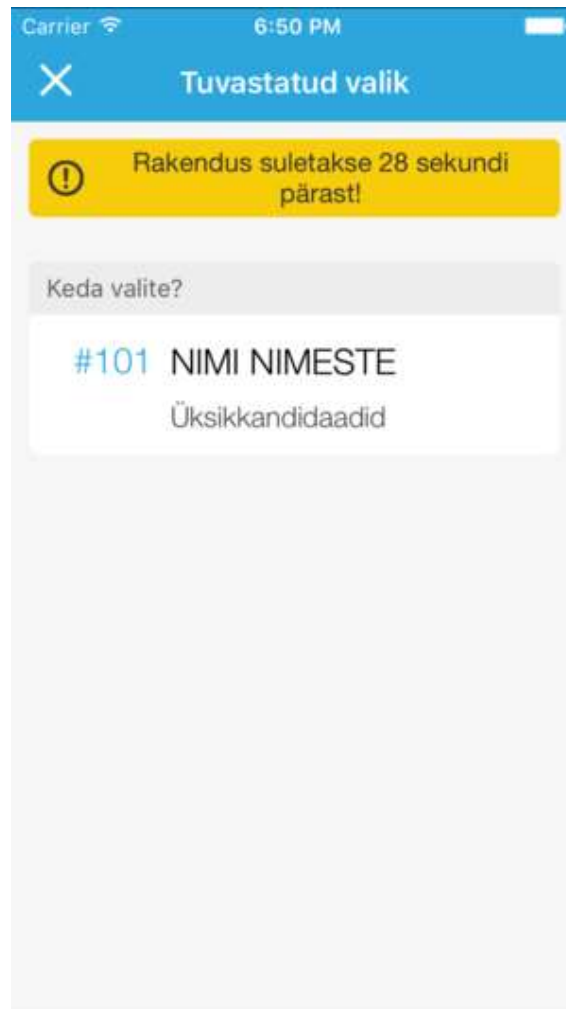 Carrier 6:50 PM
Tuvastatud valik
Rakendus suletakse 28 sekundi
pärast!
Keda valite?
#101 NIMI NIMESTE
Üksikkandidaadid